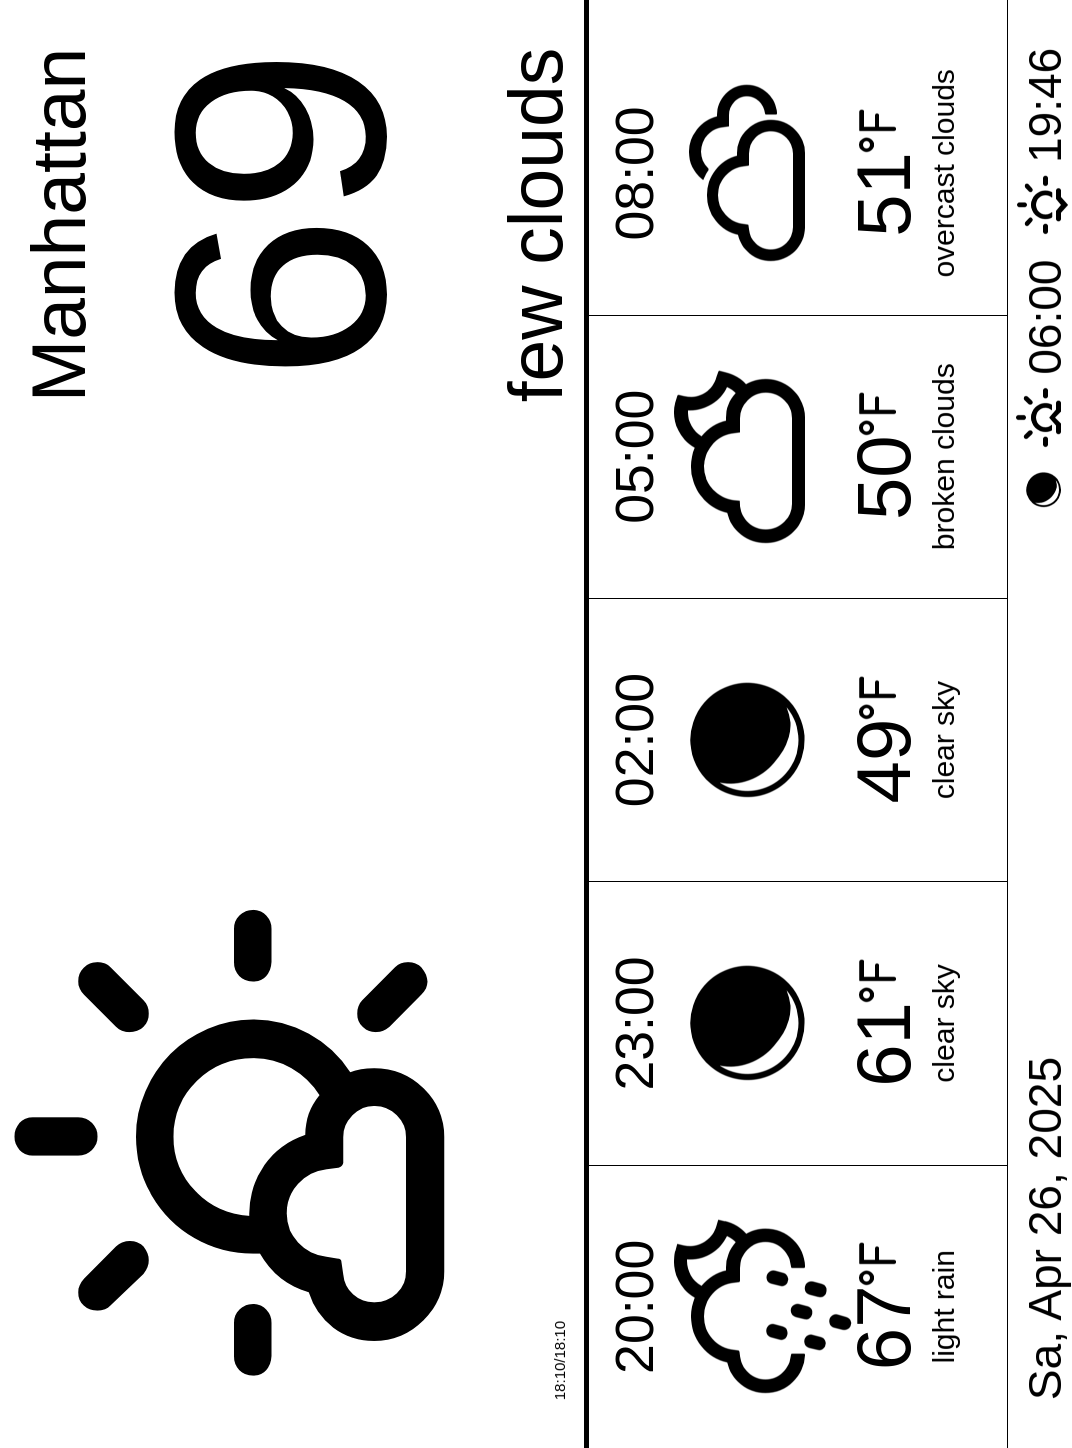 Manhattan
69
few clouds
18:10/18:10
20:00 23:00 02:00 05:00 08:00
67°F 61°F 49°F 50°F 51°F
light rain clear sky clear sky broken clouds overcast clouds
Sa, Apr 26, 2025 06:00 19:46